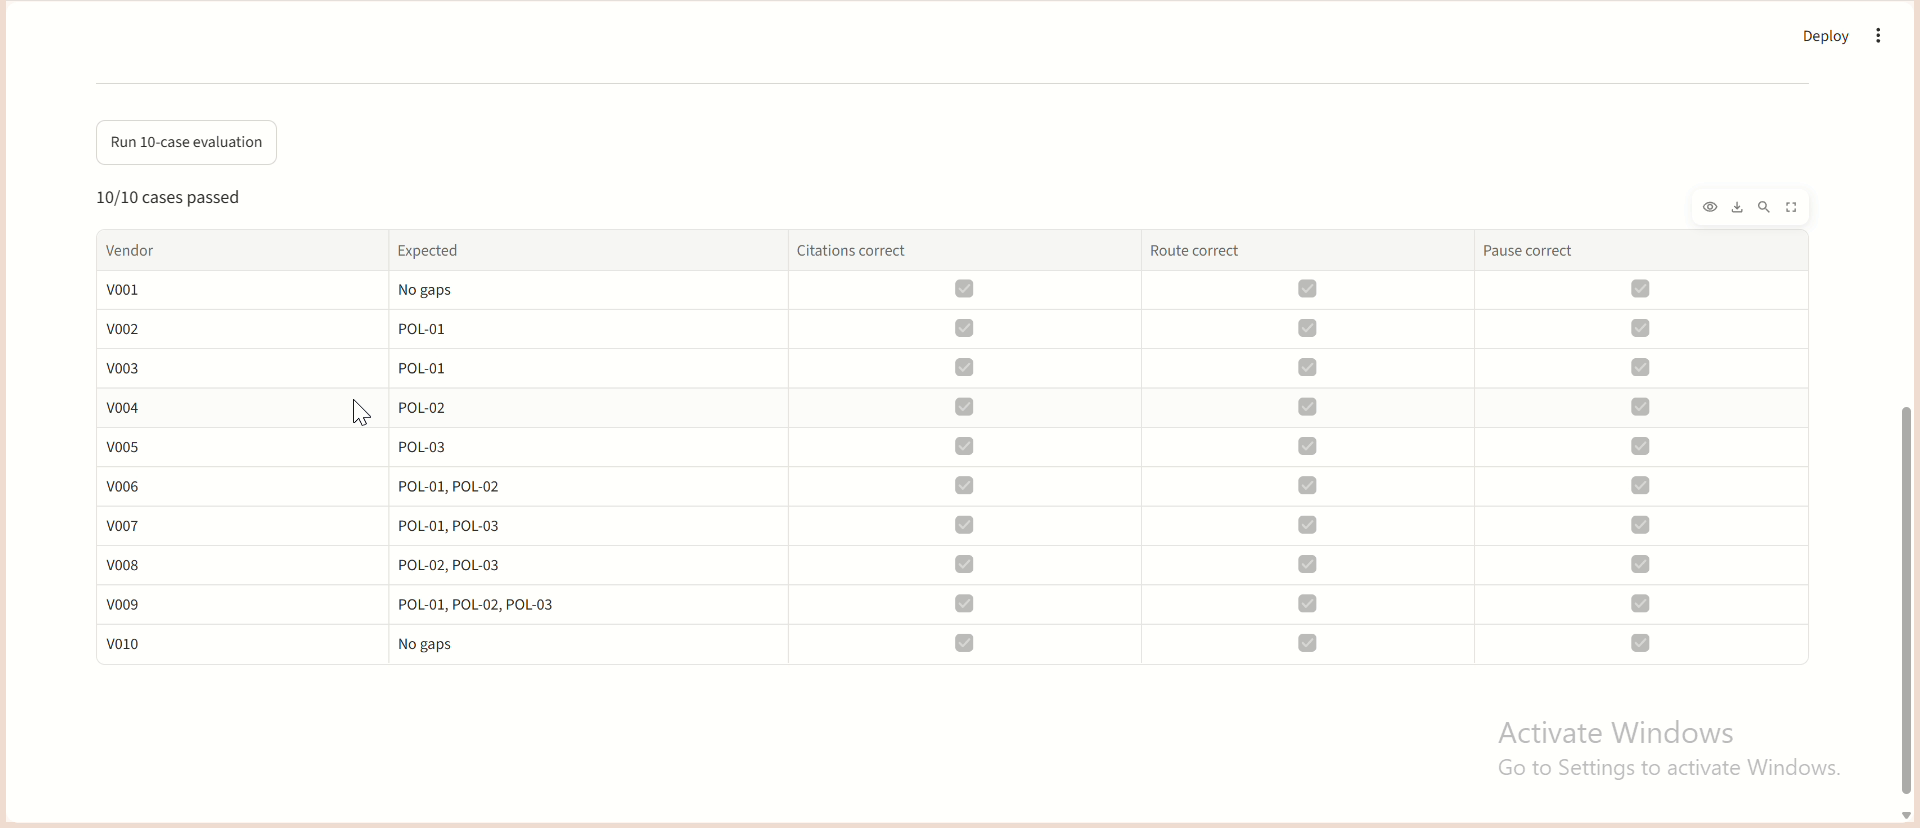 Deploy
Run 10-case evaluation
10/10 cases passed
Vendor Expected Citations correct Route correct Pause correct
V001 No gaps
V002 POL-01
V003 POL-01
V004 POL-02
V005 POL-03
V006 POL-01, POL-02
V007 POL-01, POL-03
V008 POL-02, POL-03
V009 POL-01, POL-02, POL-03
V010 No gaps
Activate Windows
Go to Settings to activate Windows.